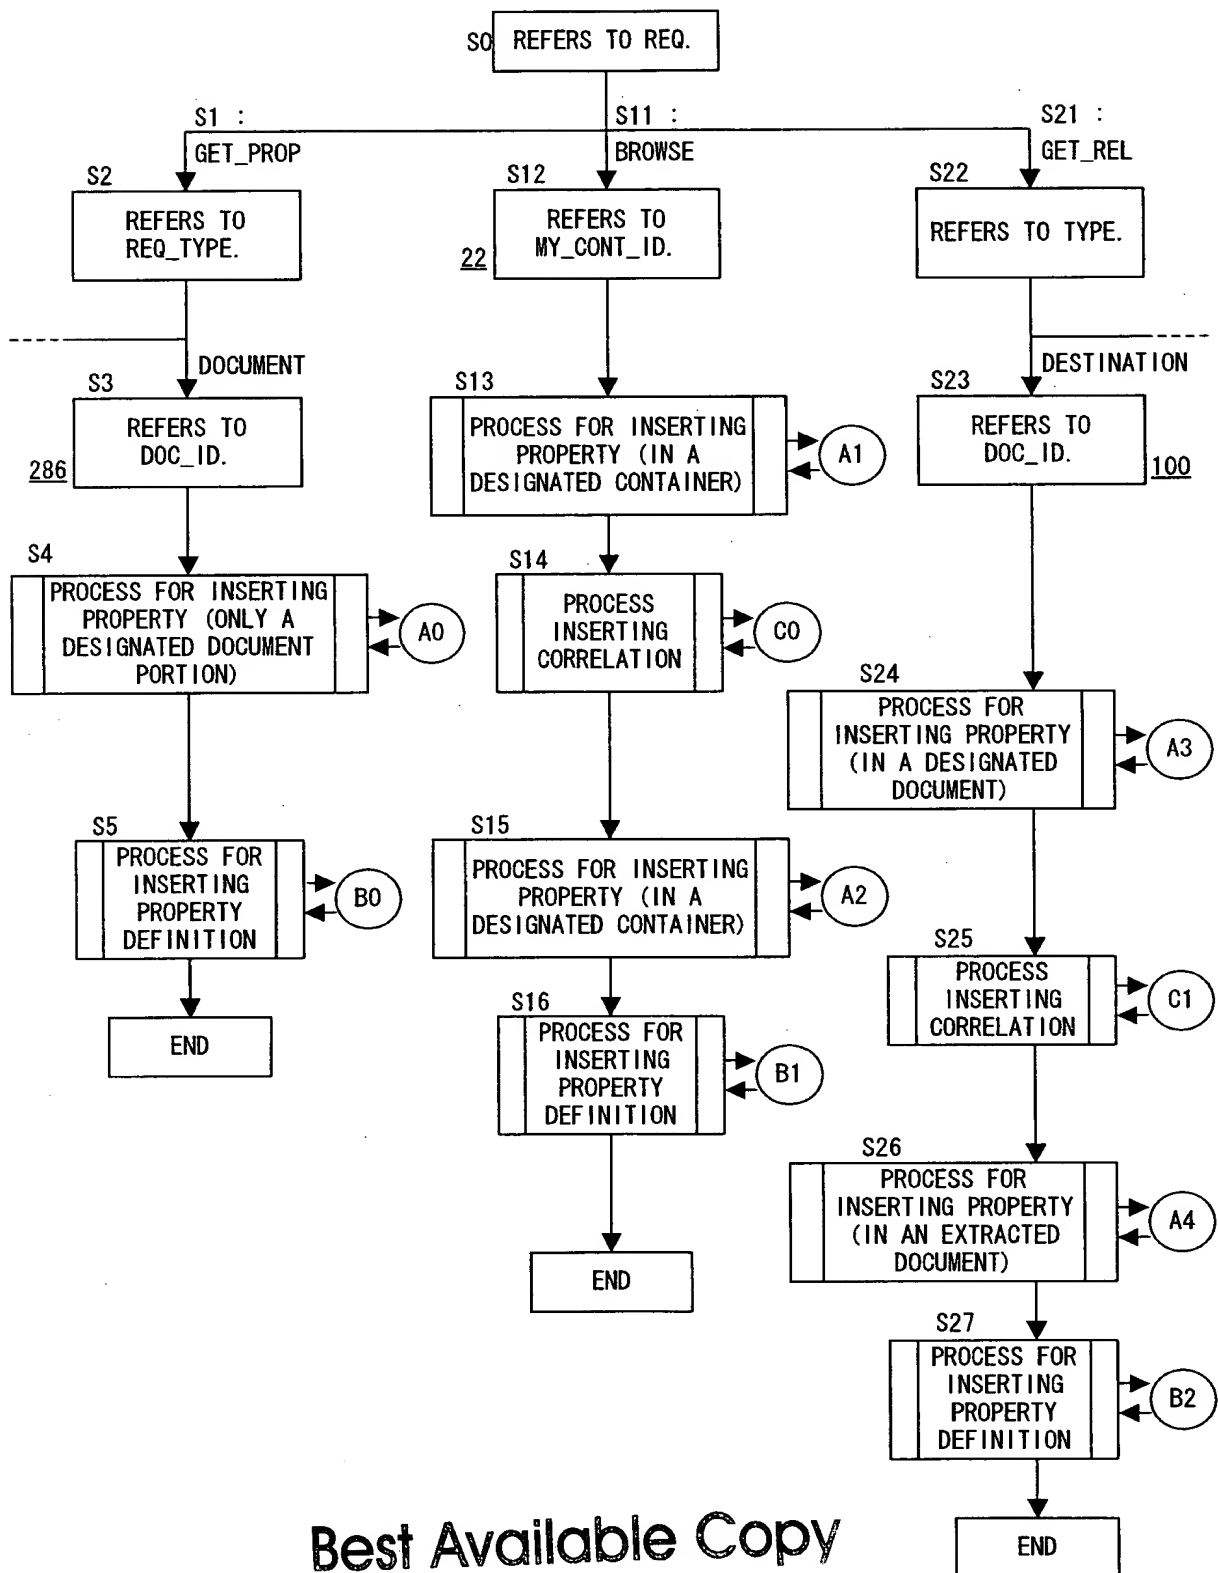 S0
REFERS TO REQ.
S1 :
GET_PROP
S11 :
BROWSE
S21 :
GET_REL
S2
REFERS TO
REQ_TYPE.
S12
REFERS TO
MY_CONT_ID.
22
S22
REFERS TO TYPE.
DOCUMENT
DESTINATION
S3
REFERS TO
DOC_ID.
286
S13
PROCESS FOR INSERTING
PROPERTY (IN A
DESIGNATED CONTAINER)
A1
S23
REFERS TO
DOC_ID.
100
S4
PROCESS FOR INSERTING
PROPERTY (ONLY A
DESIGNATED DOCUMENT
PORTION)
A0
S14
PROCESS
INSERTING
CORRELATION
C0
S24
PROCESS FOR
INSERTING PROPERTY
(IN A DESIGNATED
DOCUMENT)
A3
S5
PROCESS FOR
INSERTING
PROPERTY
DEFINITION
B0
S15
PROCESS FOR INSERTING
PROPERTY (IN A
DESIGNATED CONTAINER)
A2
S25
PROCESS
INSERTING
CORRELATION
C1
END
S16
PROCESS FOR
INSERTING
PROPERTY
DEFINITION
B1
S26
PROCESS FOR
INSERTING PROPERTY
(IN AN EXTRACTED
DOCUMENT)
A4
END
S27
PROCESS FOR
INSERTING
PROPERTY
DEFINITION
B2
END
Best Available Copy